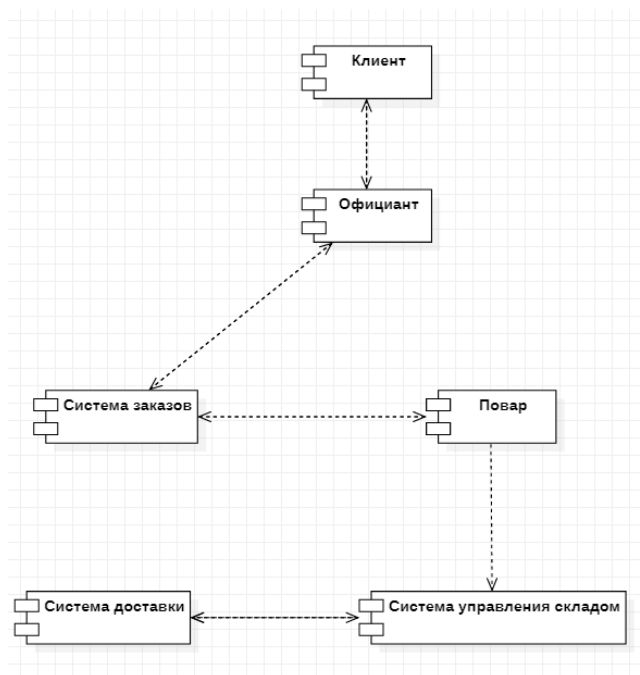 Клиент
Официант
Система заказов
Повар
Система доставки
Система управления складом